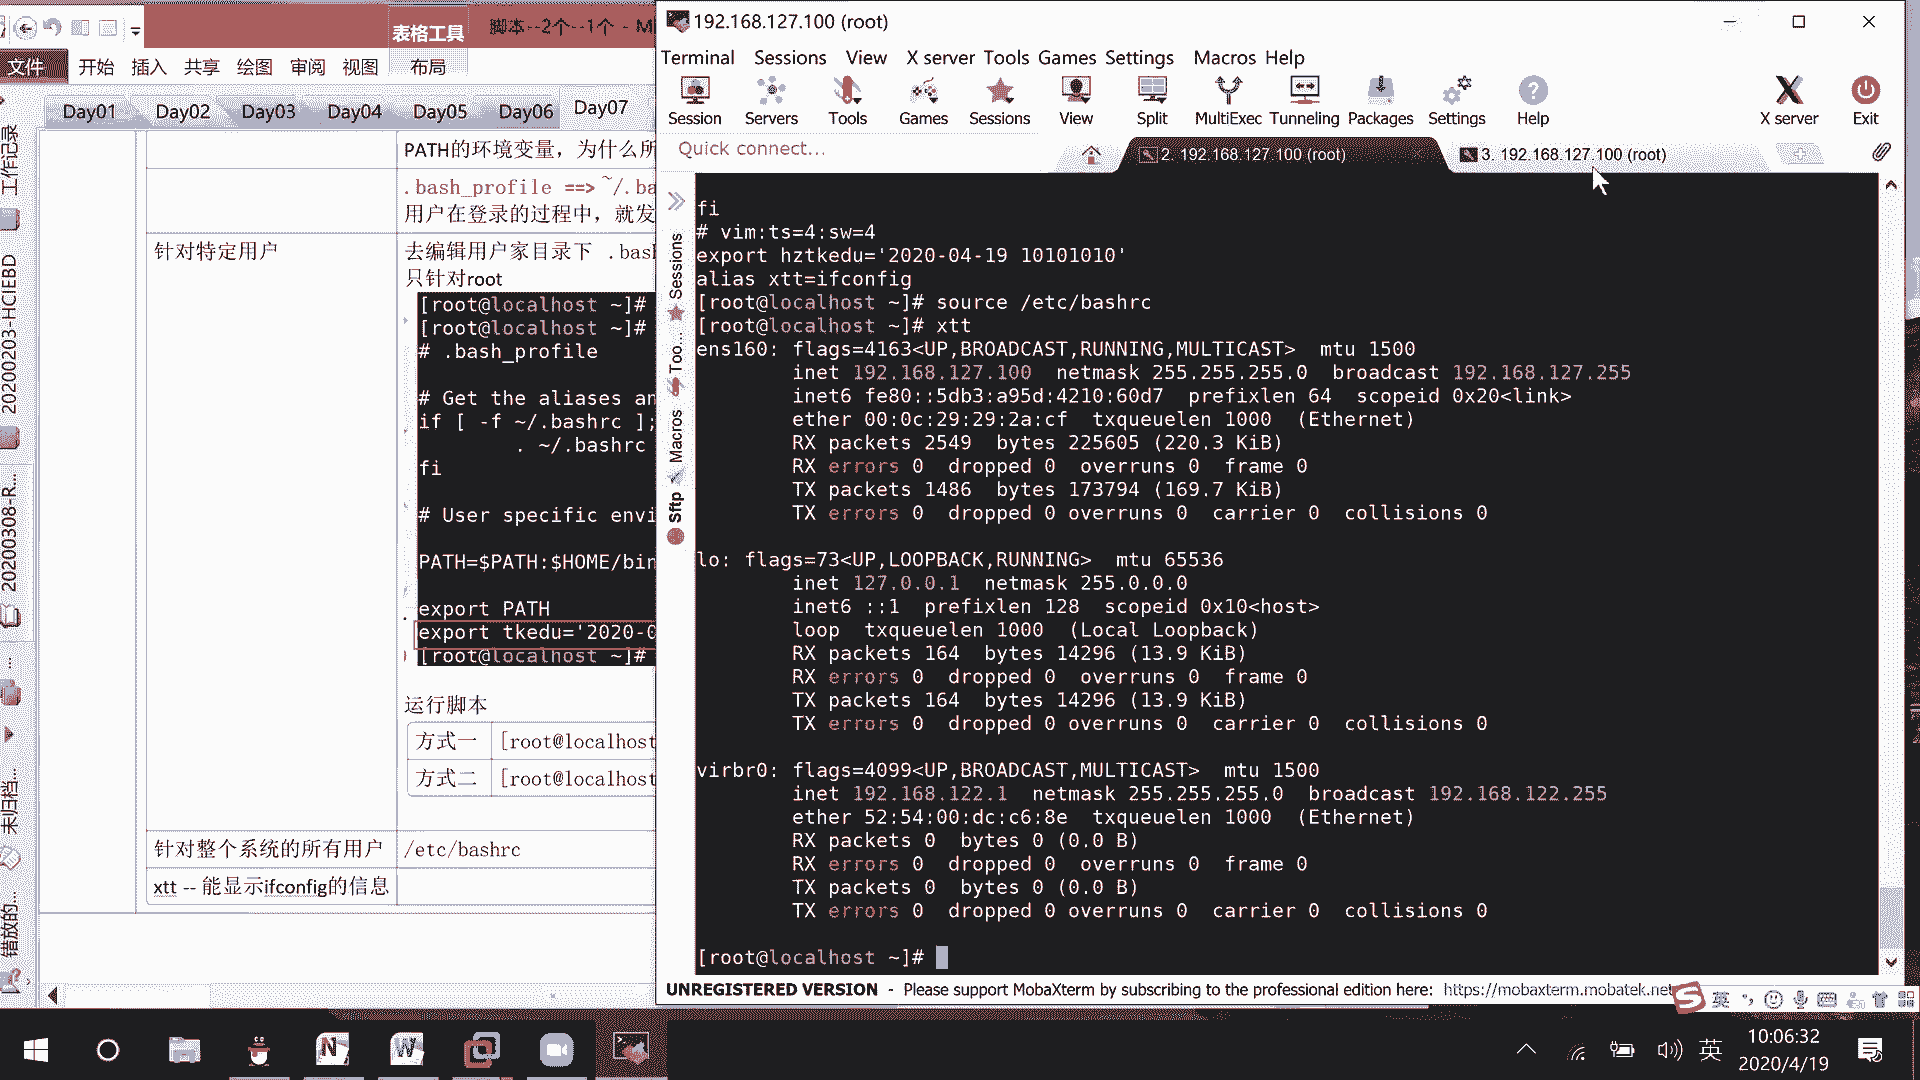 表格工具
脚本--2个--1个 - M
文件 开始 插入 共享 绘图 审阅 视图 布局
Day01 Day02 Day03 Day04 Day05 Day06 Day07
工作记录
20200203-HCIEBD
20200308-R...
...
未归档...
错放的...
PATH的环境变量，为什么所
.bash_profile ==> ~/.ba
用户在登录的过程中，就发
针对特定用户
去编辑用户家目录下 .bas
只针对root
[root@localhost ~]#
[root@localhost ~]#
# .bash_profile
# Get the aliases an
if [ -f ~/.bashrc ];
. ~/.bashrc
fi
# User specific envi
PATH=$PATH:$HOME/bin
export PATH
export tkedu='2020-0
[root@localhost ~]#
运行脚本
方式一 [root@localhost
方式二 [root@localhost
针对整个系统的所有用户 /etc/bashrc
xtt -- 能显示ifconfig的信息
192.168.127.100 (root)
Terminal Sessions View X server Tools Games Settings Macros Help
Session Servers Tools Games Sessions View Split MultiExec Tunneling Packages Settings Help X server Exit
Quick connect...
2. 192.168.127.100 (root)
3. 192.168.127.100 (root)
Sessions
Too...
Macros
Sftp
fi
# vim:ts=4:sw=4
export hztkedu='2020-04-19 10101010'
alias xtt=ifconfig
[root@localhost ~]# source /etc/bashrc
[root@localhost ~]# xtt
ens160: flags=4163<UP,BROADCAST,RUNNING,MULTICAST>  mtu 1500
inet 192.168.127.100  netmask 255.255.255.0  broadcast 192.168.127.255
inet6 fe80::5db3:a95d:4210:60d7  prefixlen 64  scopeid 0x20<link>
ether 00:0c:29:29:2a:cf  txqueuelen 1000  (Ethernet)
RX packets 2549  bytes 225605 (220.3 KiB)
RX errors 0  dropped 0  overruns 0  frame 0
TX packets 1486  bytes 173794 (169.7 KiB)
TX errors 0  dropped 0 overruns 0  carrier 0  collisions 0
lo: flags=73<UP,LOOPBACK,RUNNING>  mtu 65536
inet 127.0.0.1  netmask 255.0.0.0
inet6 ::1  prefixlen 128  scopeid 0x10<host>
loop  txqueuelen 1000  (Local Loopback)
RX packets 164  bytes 14296 (13.9 KiB)
RX errors 0  dropped 0  overruns 0  frame 0
TX packets 164  bytes 14296 (13.9 KiB)
TX errors 0  dropped 0 overruns 0  carrier 0  collisions 0
virbr0: flags=4099<UP,BROADCAST,MULTICAST>  mtu 1500
inet 192.168.122.1  netmask 255.255.255.0  broadcast 192.168.122.255
ether 52:54:00:dc:c6:8e  txqueuelen 1000  (Ethernet)
RX packets 0  bytes 0 (0.0 B)
RX errors 0  dropped 0  overruns 0  frame 0
TX packets 0  bytes 0 (0.0 B)
TX errors 0  dropped 0 overruns 0  carrier 0  collisions 0
[root@localhost ~]#
UNREGISTERED VERSION - Please support MobaXterm by subscribing to the professional edition here: https://mobaxterm.mobatek.net
英
英
10:06:32
2020/4/19